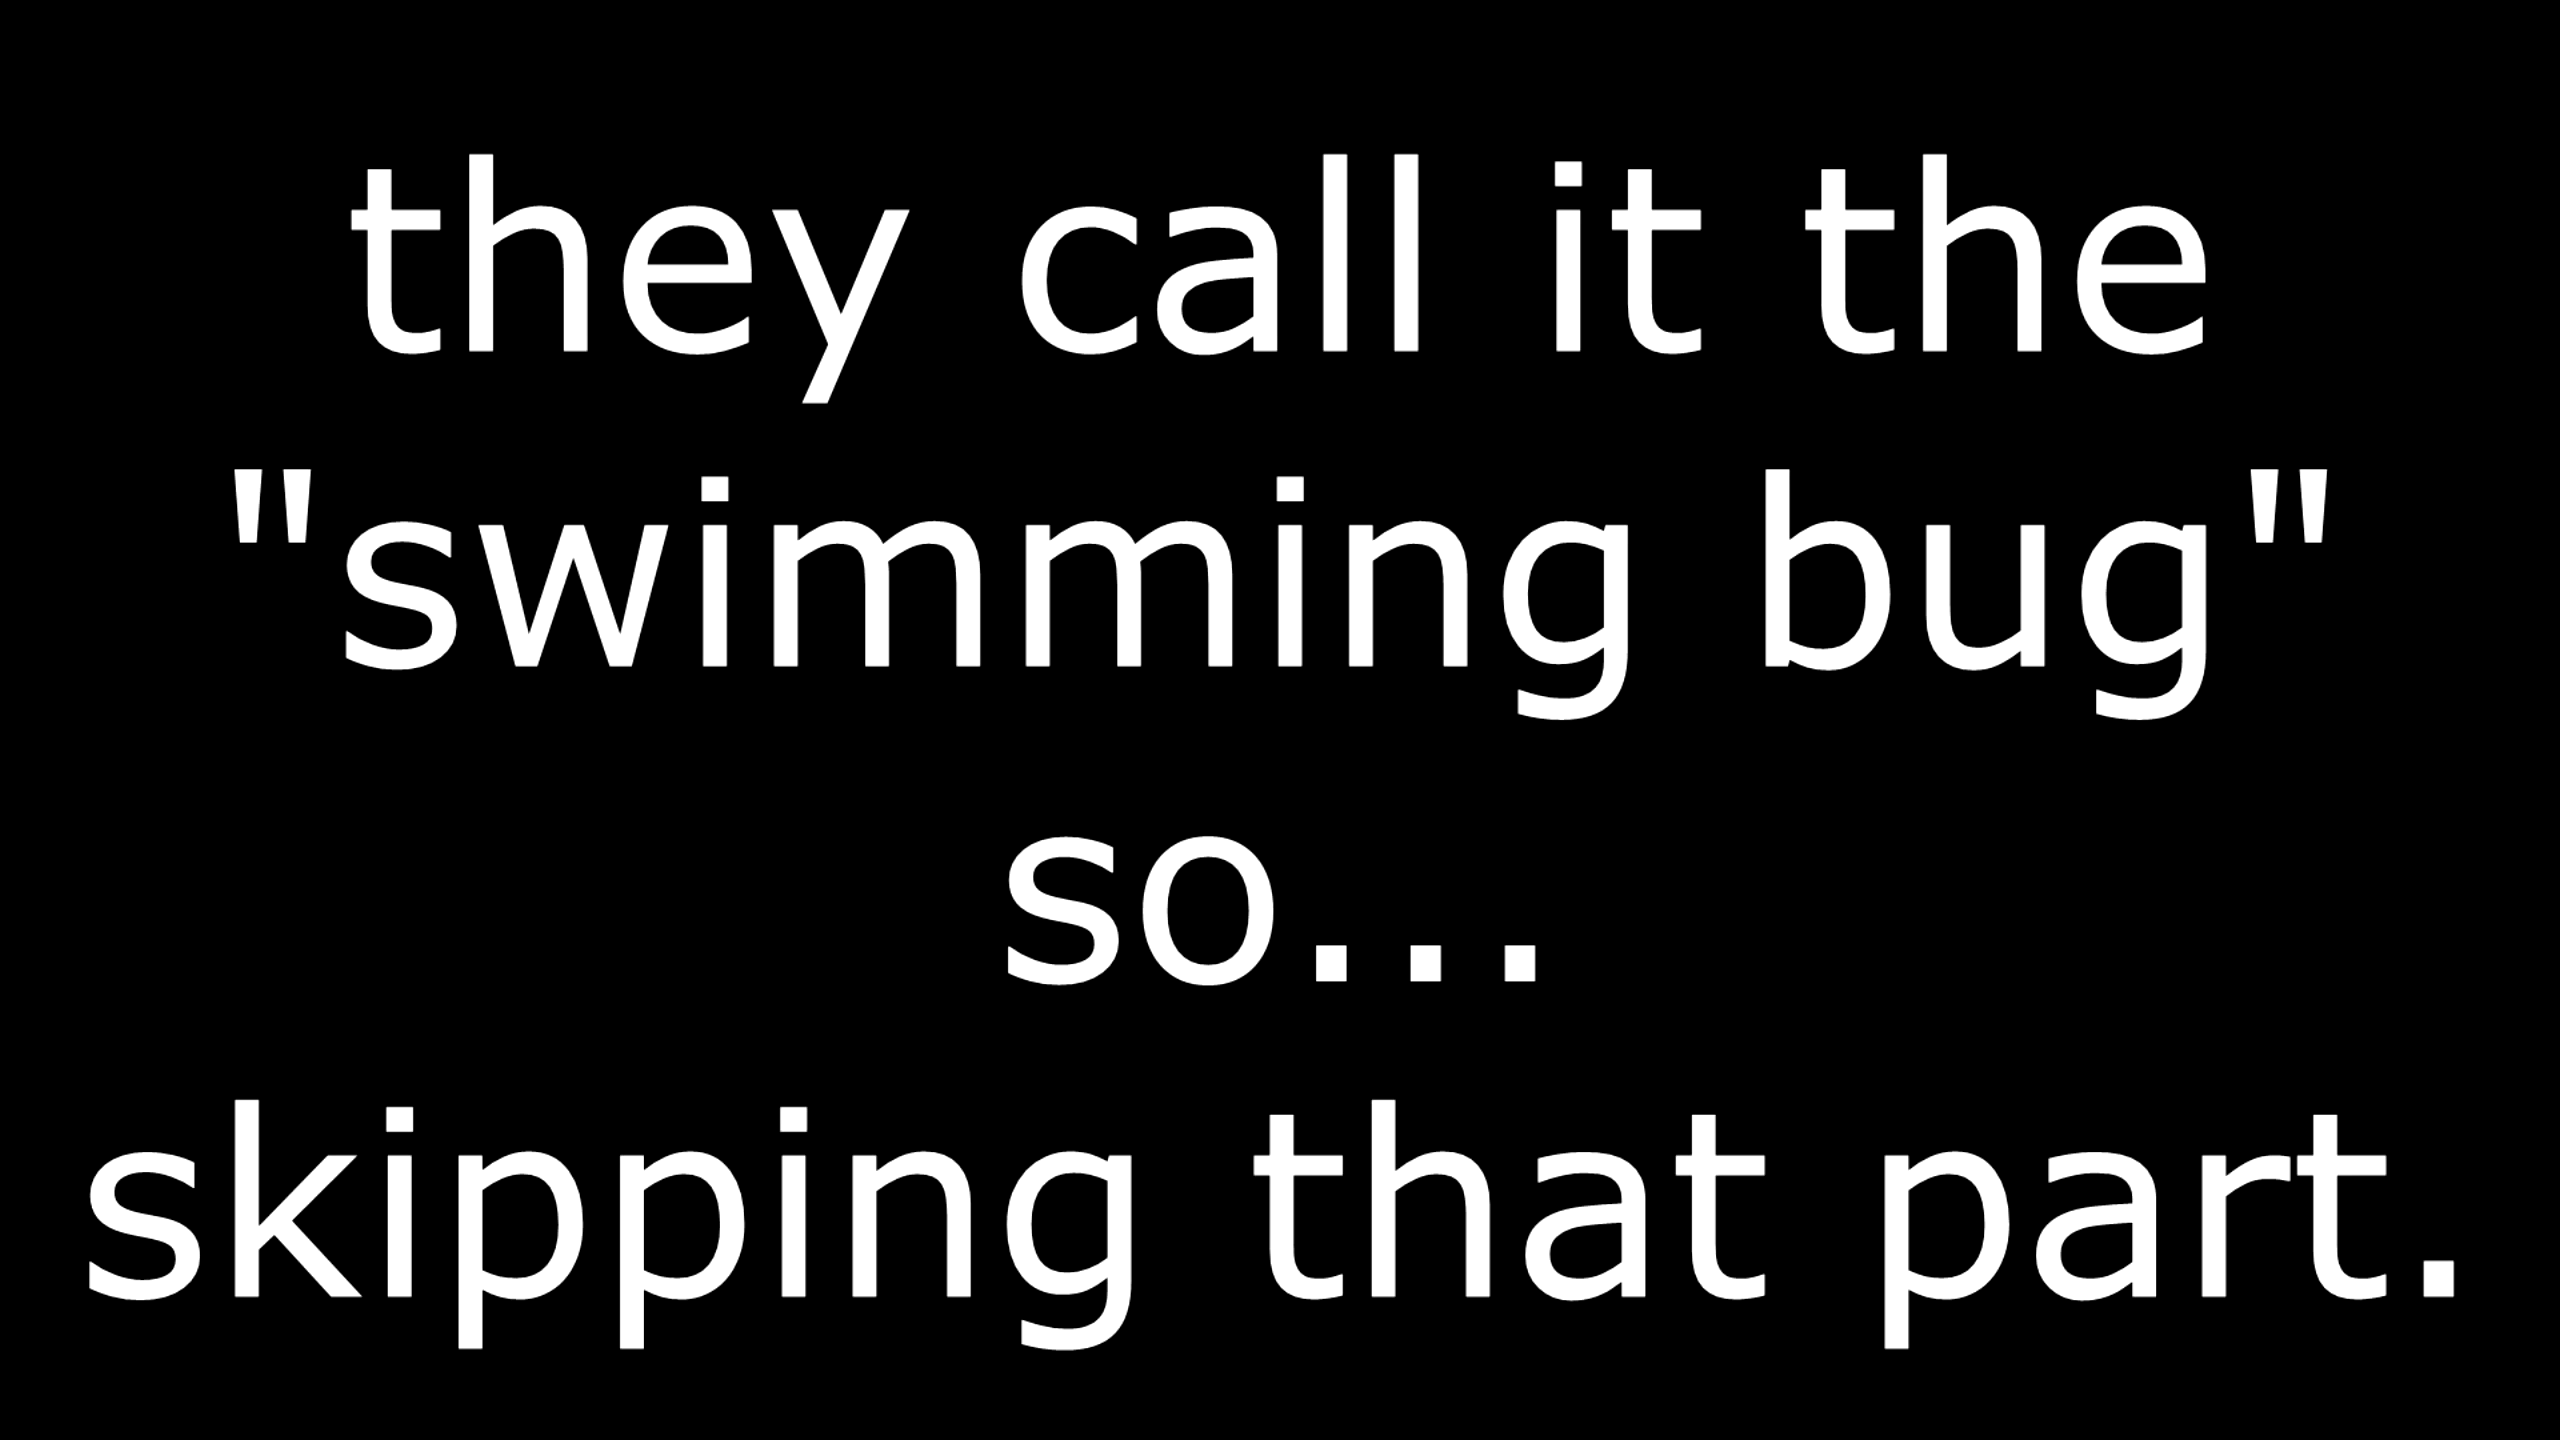 they call it the
"swimming bug"
so...
skipping that part.